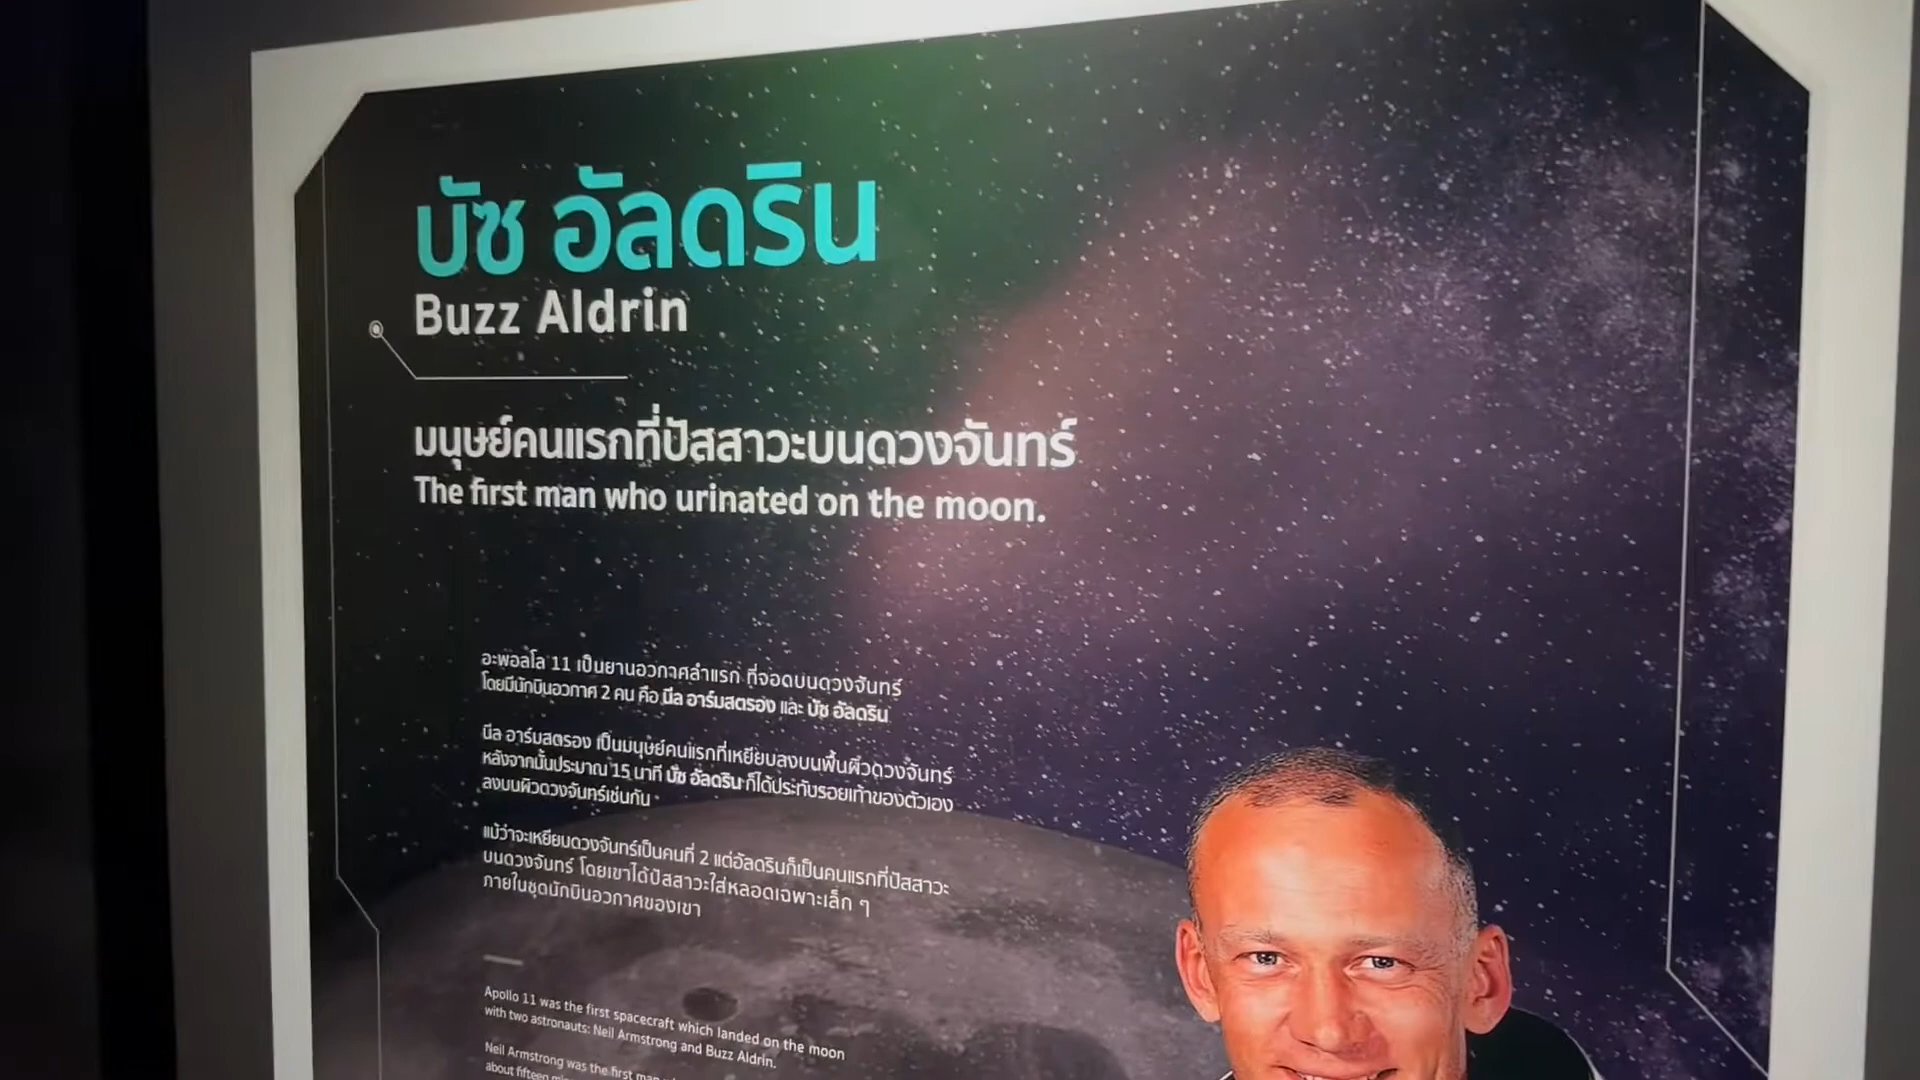 บัซ อัลดริน
Buzz Aldrin
มนุษย์คนแรกที่ปัสสาวะบนดวงจันทร์
The first man who urinated on the moon.
อะพอลโล 11 เป็นยานอวกาศลำแรก ที่จอดบนดวงจันทร์
โดยมีนักบินอวกาศ 2 คน คือ นีล อาร์มสตรอง และ บัซ อัลดริน
นีล อาร์มสตรอง เป็นมนุษย์คนแรกที่เหยียบลงบนพื้นผิวดวงจันทร์
หลังจากนั้นประมาณ 15 นาที บัซ อัลดริน ก็ได้ประทับรอยเท้าของตัวเอง
ลงบนผิวดวงจันทร์เช่นกัน
แม้ว่าจะเหยียบดวงจันทร์เป็นคนที่ 2 แต่อัลดรินก็เป็นคนแรกที่ปัสสาวะ
บนดวงจันทร์ โดยเขาได้ปัสสาวะใส่หลอดเฉพาะเล็ก ๆ
ภายในชุดนักบินอวกาศของเขา
Apollo 11 was the first spacecraft which landed on the moon
with two astronauts: Neil Armstrong and Buzz Aldrin.
Neil Armstrong was the first man
about fifteen